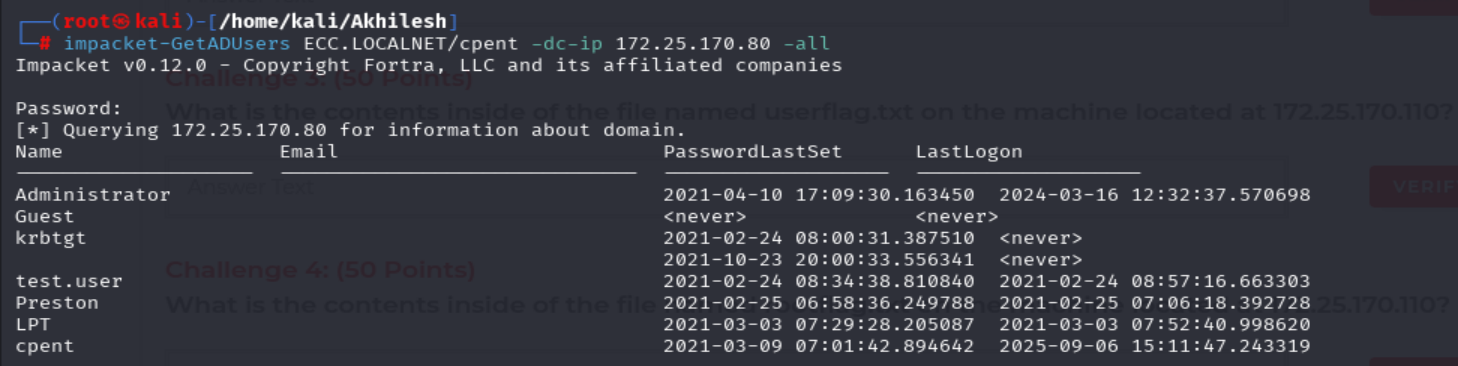 ┌──(root㉿kali)-[/home/kali/Akhilesh]
└─# impacket-GetADUsers ECC.LOCALNET/cpent -dc-ip 172.25.170.80 -all
Impacket v0.12.0 - Copyright Fortra, LLC and its affiliated companies
Challenge 3: (50 Points)
Password:
What is the contents inside of the file named userflag.txt on the machine located at 172.25.170.110?
[*] Querying 172.25.170.80 for information about domain.
Name Email PasswordLastSet LastLogon
Answer Text
Administrator 2021-04-10 17:09:30.163450 2024-03-16 12:32:37.570698
Guest <never> <never>
krbtgt 2021-02-24 08:00:31.387510 <never>
2021-10-23 20:00:33.556341 <never>
Challenge 4: (50 Points)
test.user 2021-02-24 08:34:38.810840 2021-02-24 08:57:16.663303
Preston 2021-02-25 06:58:36.249788 2021-02-25 07:06:18.392728
What is the contents inside of the file 25.170.110?
LPT 2021-03-03 07:29:28.205087 2021-03-03 07:52:40.998620
cpent 2021-03-09 07:01:42.894642 2025-09-06 15:11:47.243319